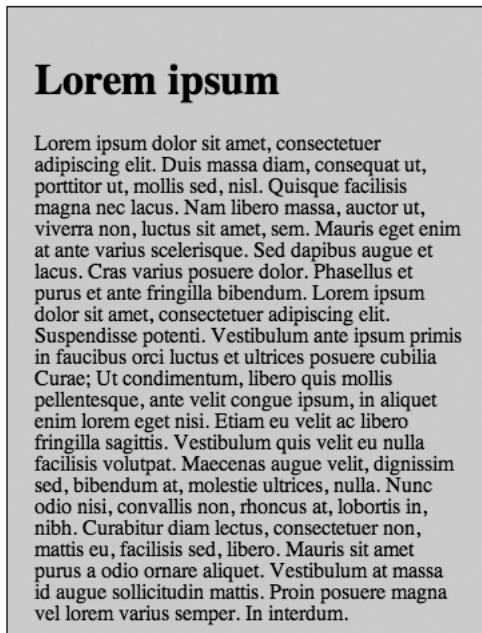 Lorem ipsum
Lorem ipsum dolor sit amet, consectetuer
adipiscing elit. Duis massa diam, consequat ut,
porttitor ut, mollis sed, nisl. Quisque facilisis
magna nec lacus. Nam libero massa, auctor ut,
viverra non, luctus sit amet, sem. Mauris eget enim
at ante varius scelerisque. Sed dapibus augue et
lacus. Cras varius posuere dolor. Phasellus et
purus et ante fringilla bibendum. Lorem ipsum
dolor sit amet, consectetuer adipiscing elit.
Suspendisse potenti. Vestibulum ante ipsum primis
in faucibus orci luctus et ultrices posuere cubilia
Curae; Ut condimentum, libero quis mollis
pellentesque, ante velit congue ipsum, in aliquet
enim lorem eget nisi. Etiam eu velit ac libero
fringilla sagittis. Vestibulum quis velit eu nulla
facilisis volutpat. Maecenas augue velit, dignissim
sed, bibendum at, molestie ultrices, nulla. Nunc
odio nisi, convallis non, rhoncus at, lobortis in,
nibh. Curabitur diam lectus, consectetuer non,
mattis eu, facilisis sed, libero. Mauris sit amet
purus a odio ornare aliquet. Vestibulum at massa
id augue sollicitudin mattis. Proin posuere magna
vel lorem varius semper. In interdum.